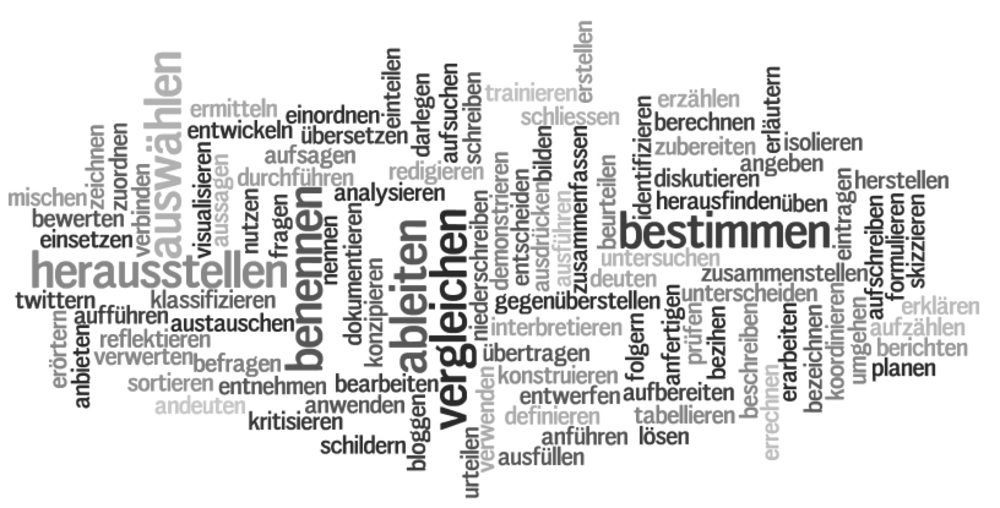 erstellen
einteilen
auswählen
darlegen
aufsuchen
schreiben
trainieren
erläutern
erzählen
ermitteln
einordnen
schliessen
identifizieren
berechnen
entwickeln
übersetzen
zeichnen
zuordnen
bilden
zusammenfassen
isolieren
zubereiten
visualisieren
aufsagen
aussagen
demonstrieren
beurteilen
angeben
verbinden
durchführen
redigieren
entscheiden
diskutieren
eintragen
herstellen
mischen
nutzen
fragen
benennen
analysieren
niederschreiben
ausdrücken
ausführen
herausfinden
üben
aufschreiben
formulieren
skizzieren
bewerten
nennen
dokumentieren
ableiten
vergleichen
bestimmen
einsetzen
herausstellen
konzipieren
untersuchen
zusammenstellen
deuten
twittern
klassifizieren
gegenüberstellen
unterscheiden
koordinieren
erklären
erörtern
aufführen
austauschen
interpretieren
folgern
anfertigen
prüfen
bezihen
beschreiben
erarbeiten
bezeichnen
umgehen
aufzählen
anbieten
reflektieren
verwerten
befragen
übertragen
berichten
planen
sortieren
entnehmen
bearbeiten
konstruieren
entwerfen
aufbereiten
errechnen
andeuten
anwenden
verwenden
definieren
tabellieren
kritisieren
bloggen
anführen
lösen
schildern
urteilen
ausfüllen